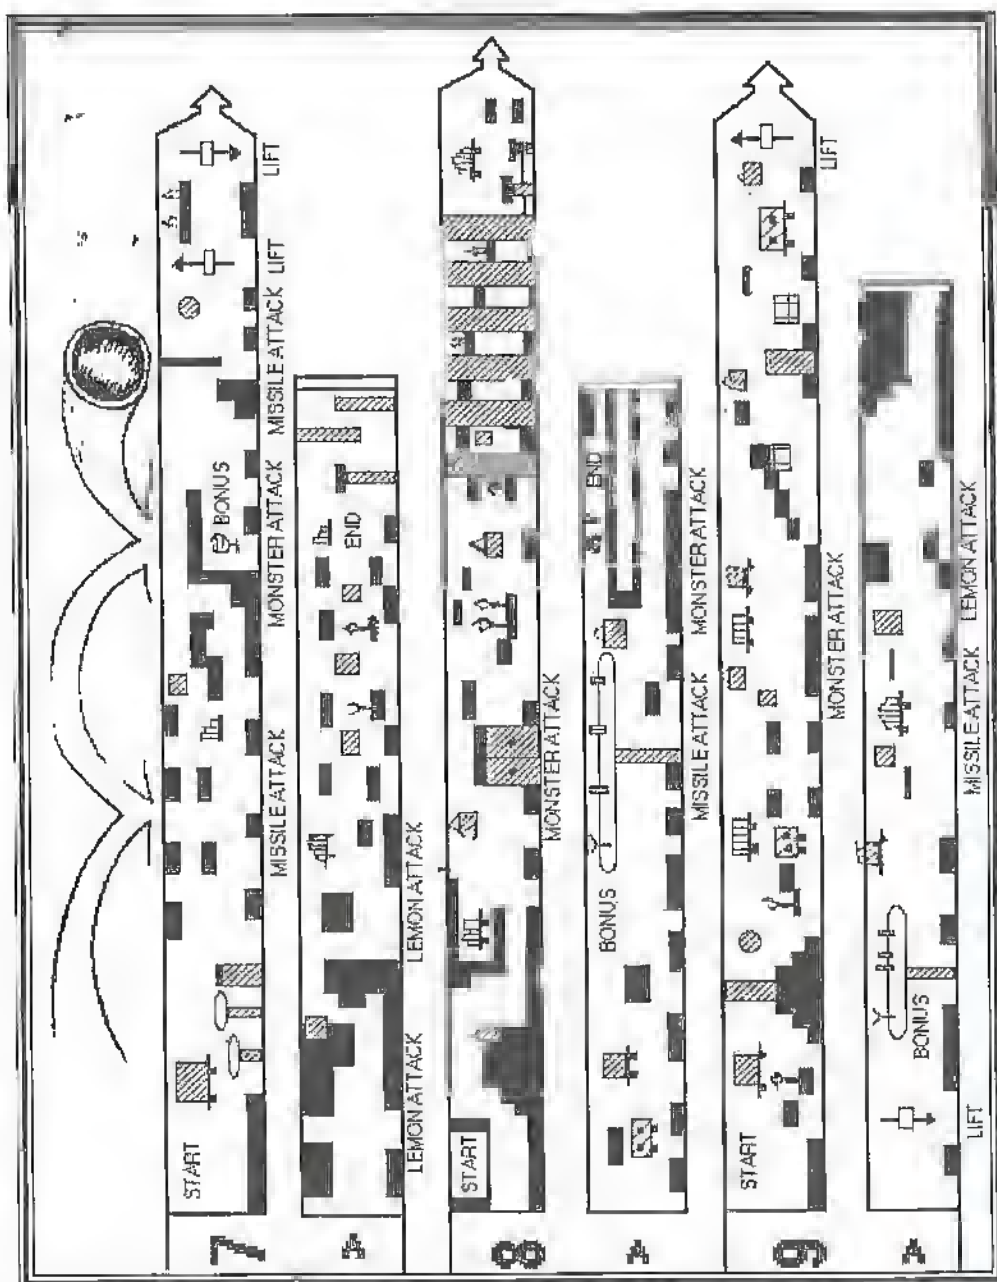 7
START BONUS
MISSILE ATTACK MONSTER ATTACK MISSILE ATTACK LIFT LIFT
END
LEMON ATTACK LEMON ATTACK
8
START
MONSTER ATTACK
BONUS END
MISSILE ATTACK MONSTER ATTACK
9
START
MONSTER ATTACK LIFT
BONUS
LIFT MISSILE ATTACK LEMON ATTACK